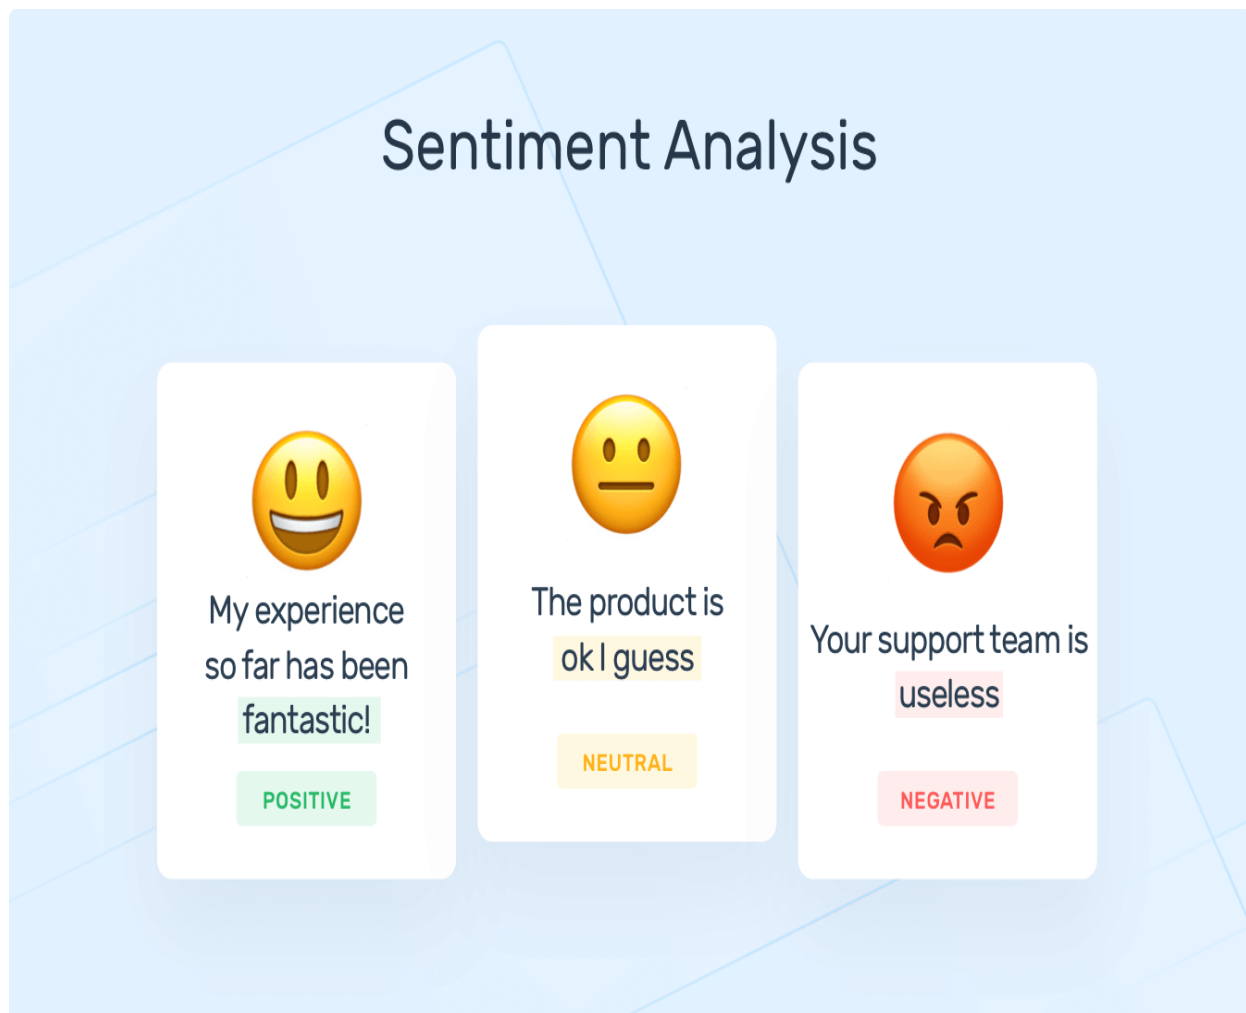 Sentiment Analysis
My experience
so far has been
fantastic!
POSITIVE
The product is
ok I guess
NEUTRAL
Your support team is
useless
NEGATIVE